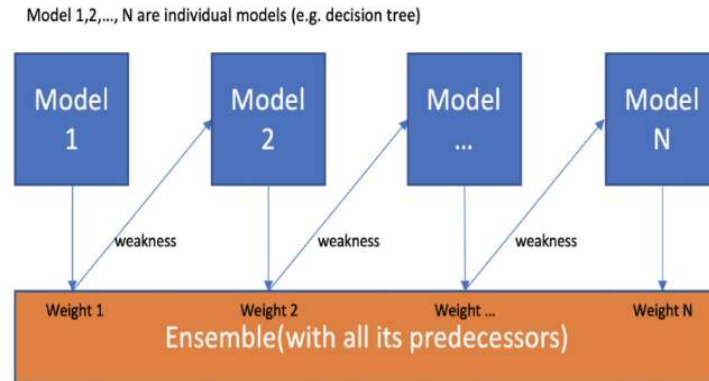 Model 1,2,..., N are individual models (e.g. decision tree)
Model
1
Model
2
Model
...
Model
N
weakness
weakness
weakness
Weight 1
Weight 2
Weight ...
Weight N
Ensemble(with all its predecessors)